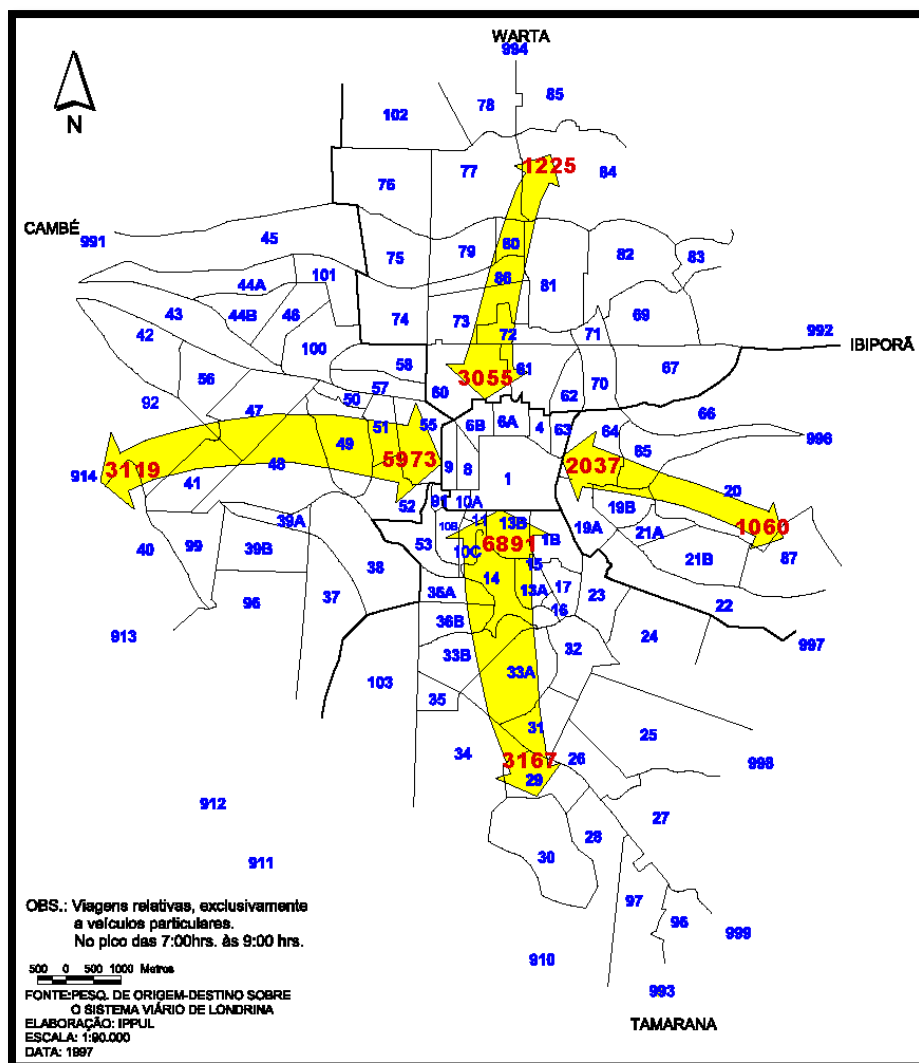 WARTA
994
85
78
102
1225
77
84
76
CAMBÉ
991
45
80
82
79
83
75
101
86
44A
81
43
44B
46
69
74
73
42
72
71
992
100
IBIPORÃ
58
61
67
56
3055
70
57
60
62
92
50
47
66
6B
6A
4
63
51
55
64
996
49
65
5973
2037
48
9
8
914
3119
1
41
20
52
91
10A
19B
39A
11
13B
1060
10B
19A
21A
40
99
53
6891
1B
39B
10C
21B
87
15
38
14
17
35A
13A
23
96
37
16
22
36B
24
913
32
997
33B
33A
103
35
31
25
34
3167
26
998
29
912
27
28
30
911
97
96
999
910
993
TAMARANA
N
OBS.: Viagens relativas, exclusivamente
a veículos particulares.
No pico das 7:00hrs. às 9:00 hrs.
500 0 500 1000 Metros
FONTE:PESQ. DE ORIGEM-DESTINO SOBRE
O SISTEMA VIÁRIO DE LONDRINA
ELABORAÇÃO: IPPUL
ESCALA: 1:90.000
DATA: 1997